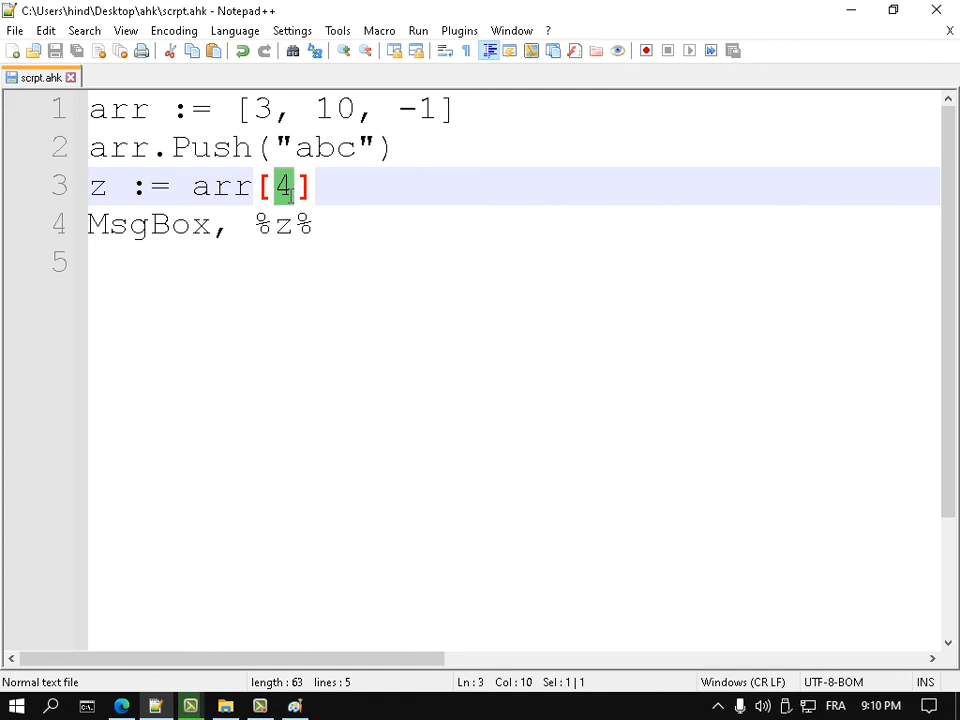 C:\Users\hind\Desktop\ahk\scrpt.ahk - Notepad++
File Edit Search View Encoding Language Settings Tools Macro Run Plugins Window ? X
scrpt.ahk
1 arr := [3, 10, -1]
2 arr.Push("abc")
3 z := arr[4]
4 MsgBox, %z%
5
Normal text file length : 63 lines : 5 Ln : 3 Col : 10 Sel : 1 | 1 Windows (CR LF) UTF-8-BOM INS
FRA 9:10 PM